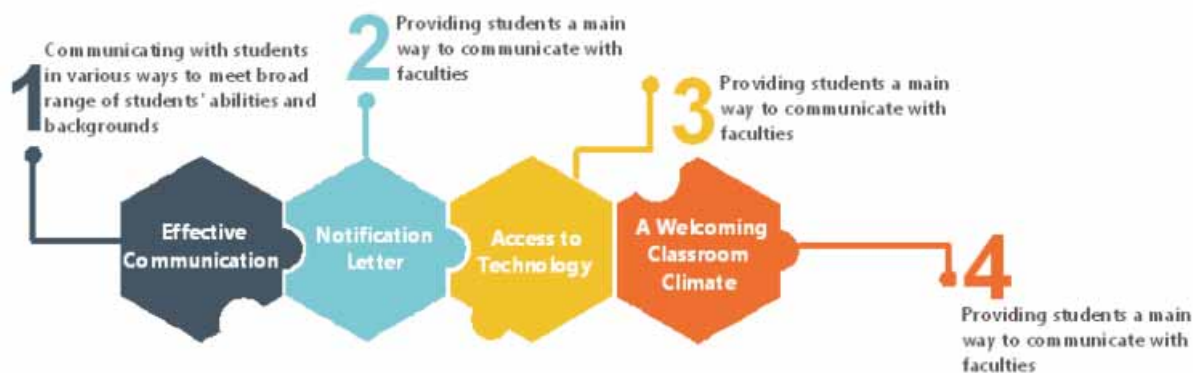 1
Communicating with students
in various ways to meet broad
range of students' abilities and
backgrounds
2
Providing students a main
way to communicate with
faculties
3
Providing students a main
way to communicate with
faculties
Effective
Communication
Notification
Letter
Access to
Technology
A Welcoming
Classroom
Climate
4
Providing students a main
way to communicate with
faculties